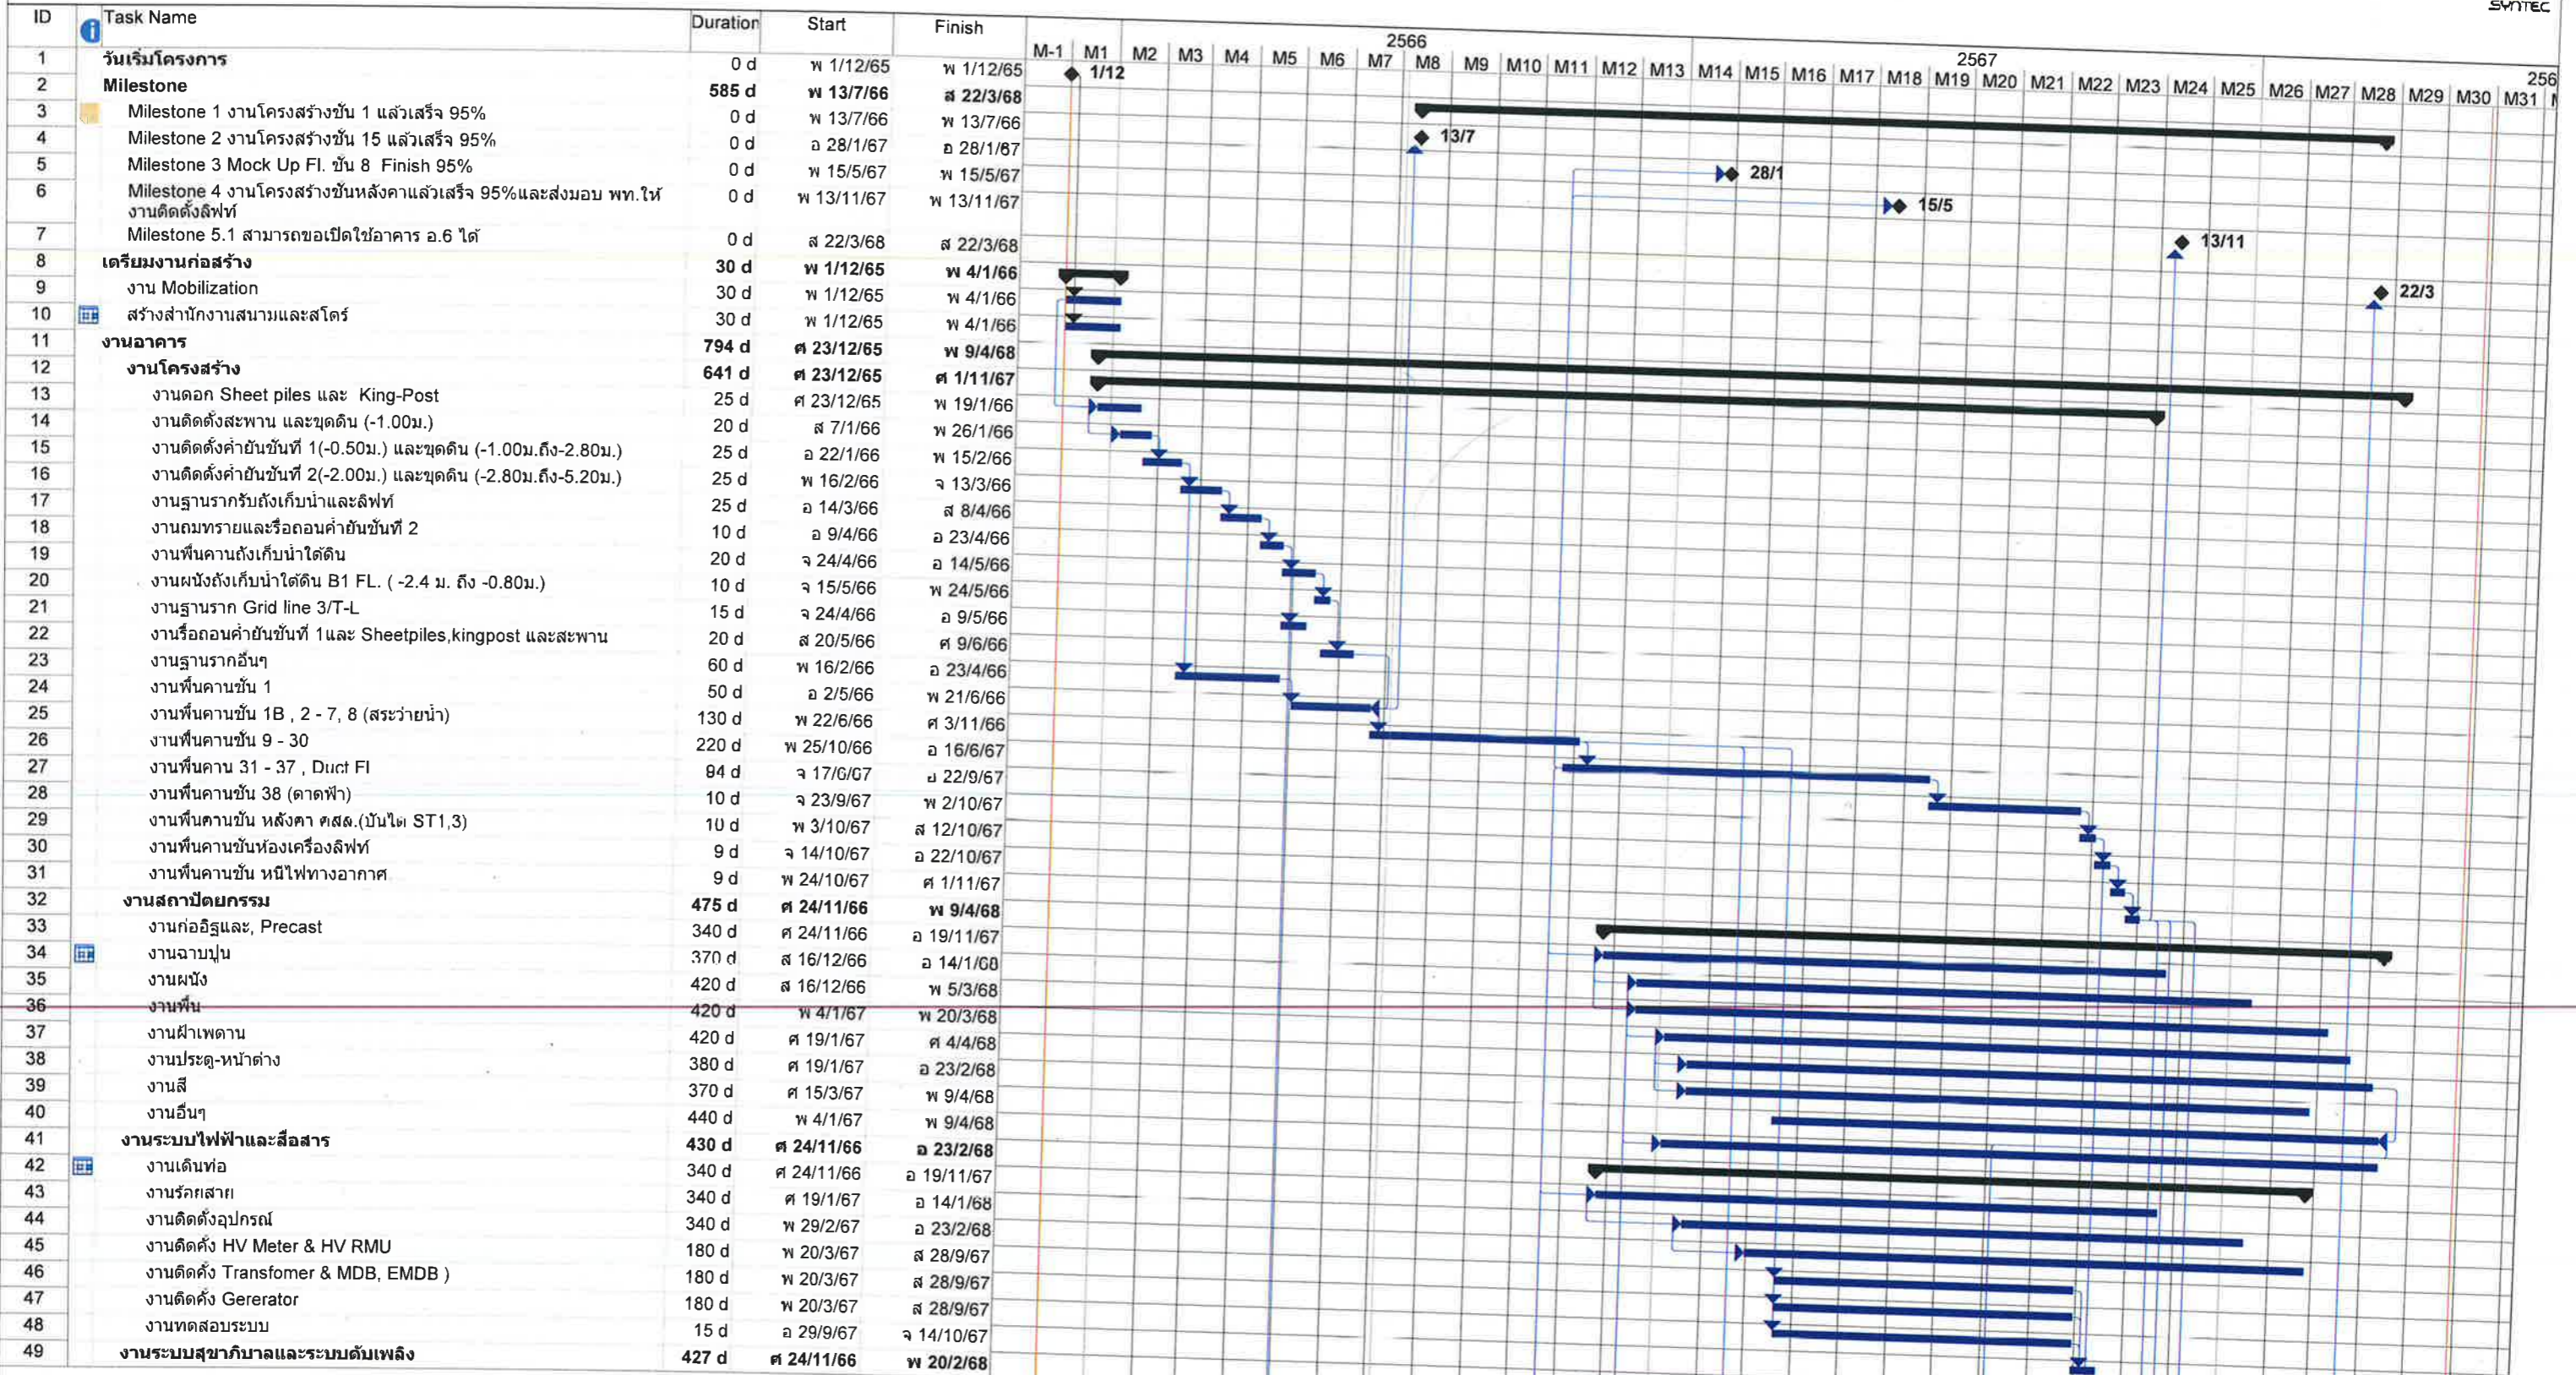 SYNTEC
ID Task Name Duration Start Finish
2566 2567 256
M-1 M1 M2 M3 M4 M5 M6 M7 M8 M9 M10 M11 M12 M13 M14 M15 M16 M17 M18 M19 M20 M21 M22 M23 M24 M25 M26 M27 M28 M29 M30 M31
1 วันเริ่มโครงการ 0 d พ 1/12/65 พ 1/12/65 1/12
2 Milestone 585 d พ 13/7/66 ส 22/3/68
3 Milestone 1 งานโครงสร้างชั้น 1 แล้วเสร็จ 95% 0 d พ 13/7/66 พ 13/7/66 13/7
4 Milestone 2 งานโครงสร้างชั้น 15 แล้วเสร็จ 95% 0 d อ 28/1/67 อ 28/1/67 28/1
5 Milestone 3 Mock Up Fl. ชั้น 8 Finish 95% 0 d พ 15/5/67 พ 15/5/67 15/5
6 Milestone 4 งานโครงสร้างชั้นหลังคาแล้วเสร็จ 95%และส่งมอบ พท.ให้ 0 d พ 13/11/67 พ 13/11/67 13/11
งานติดตั้งลิฟท์
7 Milestone 5.1 สามารถขอเปิดใช้อาคาร อ.6 ได้ 0 d ส 22/3/68 ส 22/3/68 22/3
8 เตรียมงานก่อสร้าง 30 d พ 1/12/65 พ 4/1/66
9 งาน Mobilization 30 d พ 1/12/65 พ 4/1/66
10 สร้างสำนักงานสนามและสโตร์ 30 d พ 1/12/65 พ 4/1/66
11 งานอาคาร 794 d ศ 23/12/65 พ 9/4/68
12 งานโครงสร้าง 641 d ศ 23/12/65 ศ 1/11/67
13 งานตอก Sheet piles และ King-Post 25 d ศ 23/12/65 พ 19/1/66
14 งานติดตั้งสะพาน และขุดดิน (-1.00ม.) 20 d ส 7/1/66 พ 26/1/66
15 งานติดตั้งค้ำยันชั้นที่ 1(-0.50ม.) และขุดดิน (-1.00ม.ถึง-2.80ม.) 25 d อ 22/1/66 พ 15/2/66
16 งานติดตั้งค้ำยันชั้นที่ 2(-2.00ม.) และขุดดิน (-2.80ม.ถึง-5.20ม.) 25 d พ 16/2/66 จ 13/3/66
17 งานฐานรากรับถังเก็บน้ำและลิฟท์ 25 d อ 14/3/66 ส 8/4/66
18 งานถมทรายและรื้อถอนค้ำยันชั้นที่ 2 10 d อ 9/4/66 อ 23/4/66
19 งานพื้นคานถังเก็บน้ำใต้ดิน 20 d จ 24/4/66 อ 14/5/66
20 งานผนังถังเก็บน้ำใต้ดิน B1 FL. ( -2.4 ม. ถึง -0.80ม.) 10 d จ 15/5/66 พ 24/5/66
21 งานฐานราก Grid line 3/T-L 15 d จ 24/4/66 อ 9/5/66
22 งานรื้อถอนค้ำยันชั้นที่ 1และ Sheetpiles,kingpost และสะพาน 20 d ส 20/5/66 ศ 9/6/66
23 งานฐานรากอื่นๆ 60 d พ 16/2/66 อ 23/4/66
24 งานพื้นคานชั้น 1 50 d อ 2/5/66 พ 21/6/66
25 งานพื้นคานชั้น 1B , 2 - 7, 8 (สระว่ายน้ำ) 130 d พ 22/6/66 ศ 3/11/66
26 งานพื้นคานชั้น 9 - 30 220 d พ 25/10/66 อ 16/6/67
27 งานพื้นคาน 31 - 37 , Duct Fl 94 d จ 17/6/67 22/9/67
28 งานพื้นคานชั้น 38 (ดาดฟ้า) 10 d จ 23/9/67 พ 2/10/67
29 งานพื้นคานชั้น หลังคา คสล.(บันได ST1,3) 10 d พ 3/10/67 ส 12/10/67
30 งานพื้นคานชั้นห้องเครื่องลิฟท์ 9 d จ 14/10/67 อ 22/10/67
31 งานพื้นคานชั้น หนีไฟทางอากาศ 9 d พ 24/10/67 ศ 1/11/67
32 งานสถาปัตยกรรม 475 d ศ 24/11/66 พ 9/4/68
33 งานก่ออิฐและ, Precast 340 d ศ 24/11/66 อ 19/11/67
34 งานฉาบปูน 370 d ส 16/12/66 อ 14/1/68
35 งานผนัง 420 d ส 16/12/66 พ 5/3/68
36 งานพื้น 420 d พ 4/1/67 พ 20/3/68
37 งานฝ้าเพดาน 420 d ศ 19/1/67 ศ 4/4/68
38 งานประตู-หน้าต่าง 380 d ศ 19/1/67 อ 23/2/68
39 งานสี 370 d ศ 15/3/67 พ 9/4/68
40 งานอื่นๆ 440 d พ 4/1/67 พ 9/4/68
41 งานระบบไฟฟ้าและสื่อสาร 430 d ศ 24/11/66 อ 23/2/68
42 งานเดินท่อ 340 d ศ 24/11/66 อ 19/11/67
43 งานร้อยสาย 340 d ศ 19/1/67 อ 14/1/68
44 งานติดตั้งอุปกรณ์ 340 d พ 29/2/67 อ 23/2/68
45 งานติดตั้ง HV Meter & HV RMU 180 d พ 20/3/67 ส 28/9/67
46 งานติดตั้ง Transfomer & MDB, EMDB ) 180 d พ 20/3/67 ส 28/9/67
47 งานติดตั้ง Gererator 180 d พ 20/3/67 ส 28/9/67
48 งานทดสอบระบบ 15 d อ 29/9/67 จ 14/10/67
49 งานระบบสุขาภิบาลและระบบดับเพลิง 427 d ศ 24/11/66 พ 20/2/68